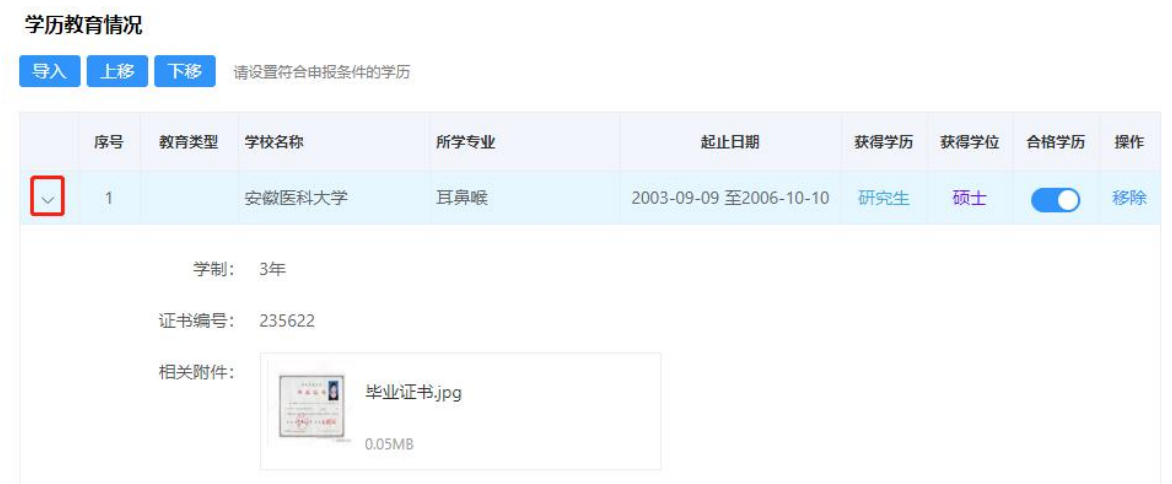 学历教育情况
导入 上移 下移 请设置符合申报条件的学历
序号 教育类型 学校名称 所学专业 起止日期 获得学历 获得学位 合格学历 操作
1 安徽医科大学 耳鼻喉 2003-09-09 至2006-10-10 研究生 硕士 移除
学制： 3年
证书编号： 235622
相关附件：
毕业证书.jpg
0.05MB